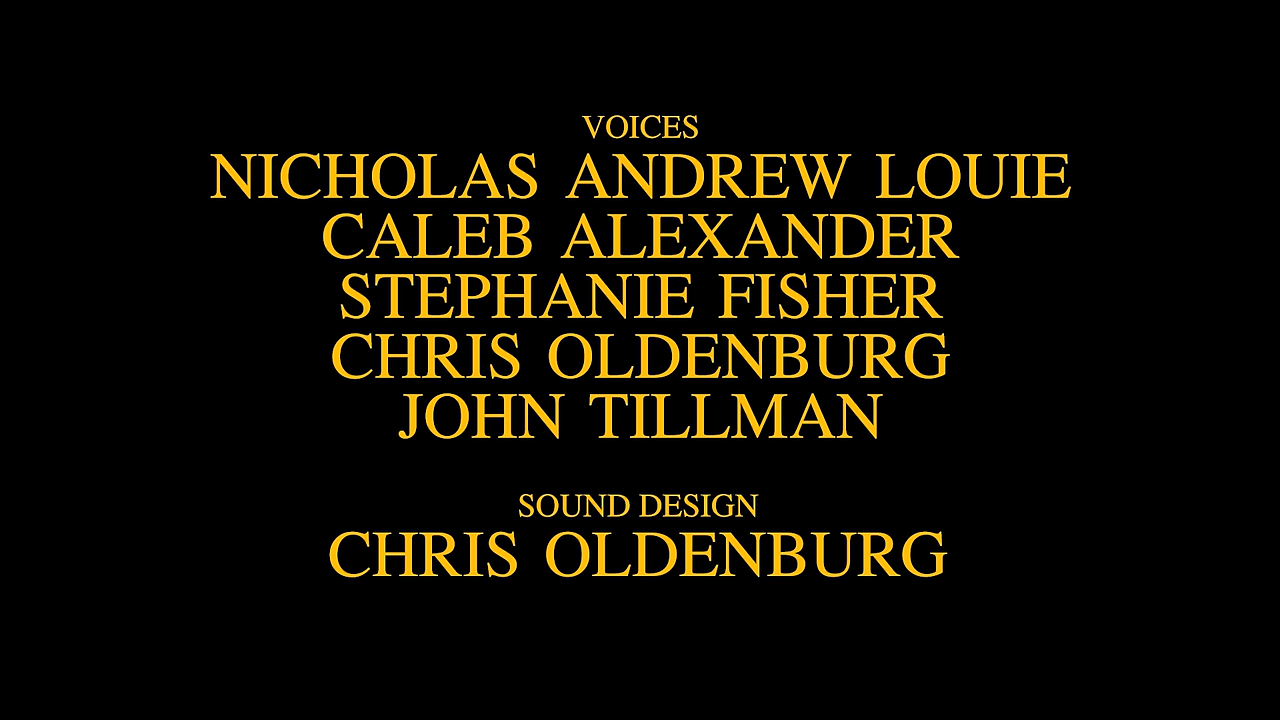 VOICES
NICHOLAS ANDREW LOUIE
CALEB ALEXANDER
STEPHANIE FISHER
CHRIS OLDENBURG
JOHN TILLMAN
SOUND DESIGN
CHRIS OLDENBURG